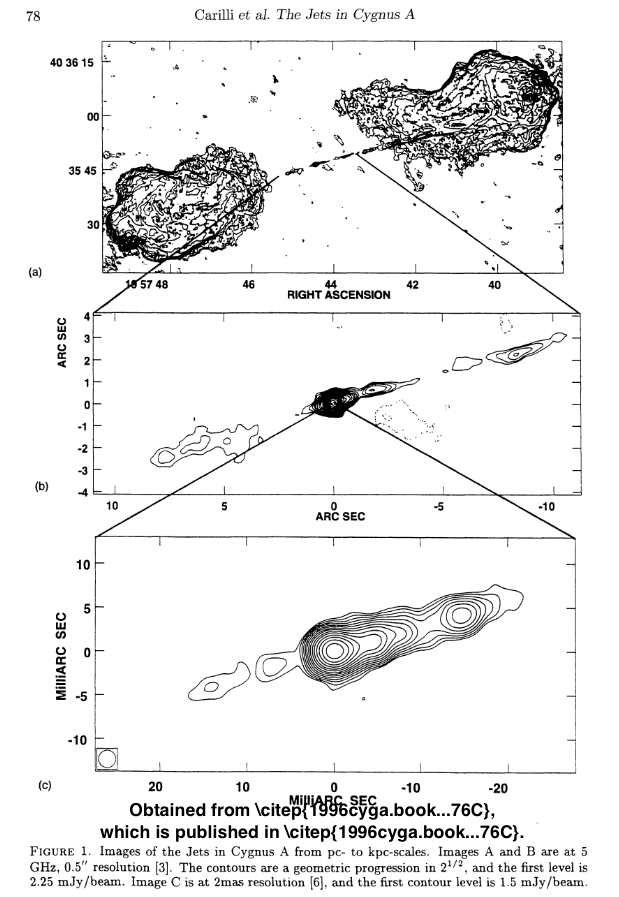 78
Carilli et al. The Jets in Cygnus A
40 36 15
00
35 45
30
(a)
19 57 48
46
44
42
40
RIGHT ASCENSION
4
3
2
1
0
-1
-2
-3
-4
ARC SEC
(b)
10
5
0
-5
-10
ARC SEC
10
5
0
-5
-10
MilliARC SEC
(c)
20
10
0
-10
-20
MilliARC SEC
Obtained from \citep{1996cyga.book...76C},
which is published in \citep{1996cyga.book...76C}.
FIGURE 1. Images of the Jets in Cygnus A from pc- to kpc-scales. Images A and B are at 5
GHz, 0.5″ resolution [3]. The contours are a geometric progression in 2^{1/2}, and the first level is
2.25 mJy/beam. Image C is at 2mas resolution [6], and the first contour level is 1.5 mJy/beam.